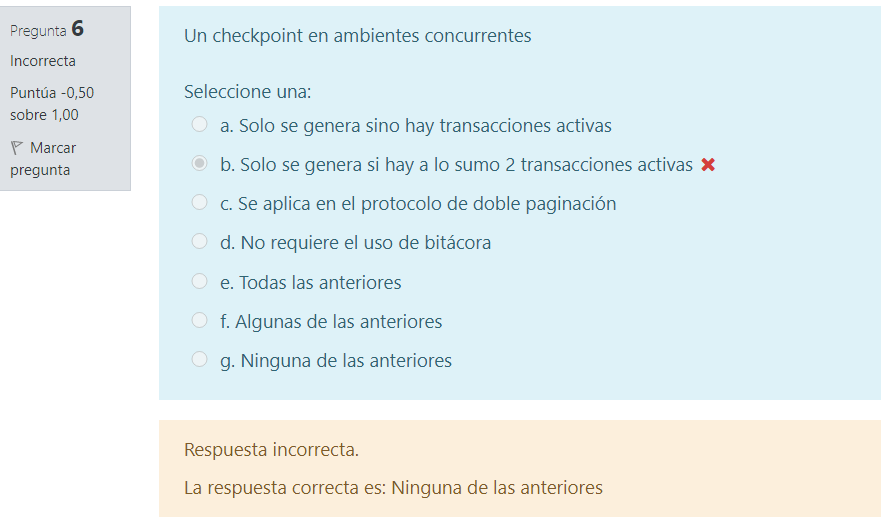 Pregunta 6
Incorrecta
Puntúa -0,50
sobre 1,00
Marcar
pregunta
Un checkpoint en ambientes concurrentes
Seleccione una:
a. Solo se genera sino hay transacciones activas
b. Solo se genera si hay a lo sumo 2 transacciones activas
c. Se aplica en el protocolo de doble paginación
d. No requiere el uso de bitácora
e. Todas las anteriores
f. Algunas de las anteriores
g. Ninguna de las anteriores
Respuesta incorrecta.
La respuesta correcta es: Ninguna de las anteriores